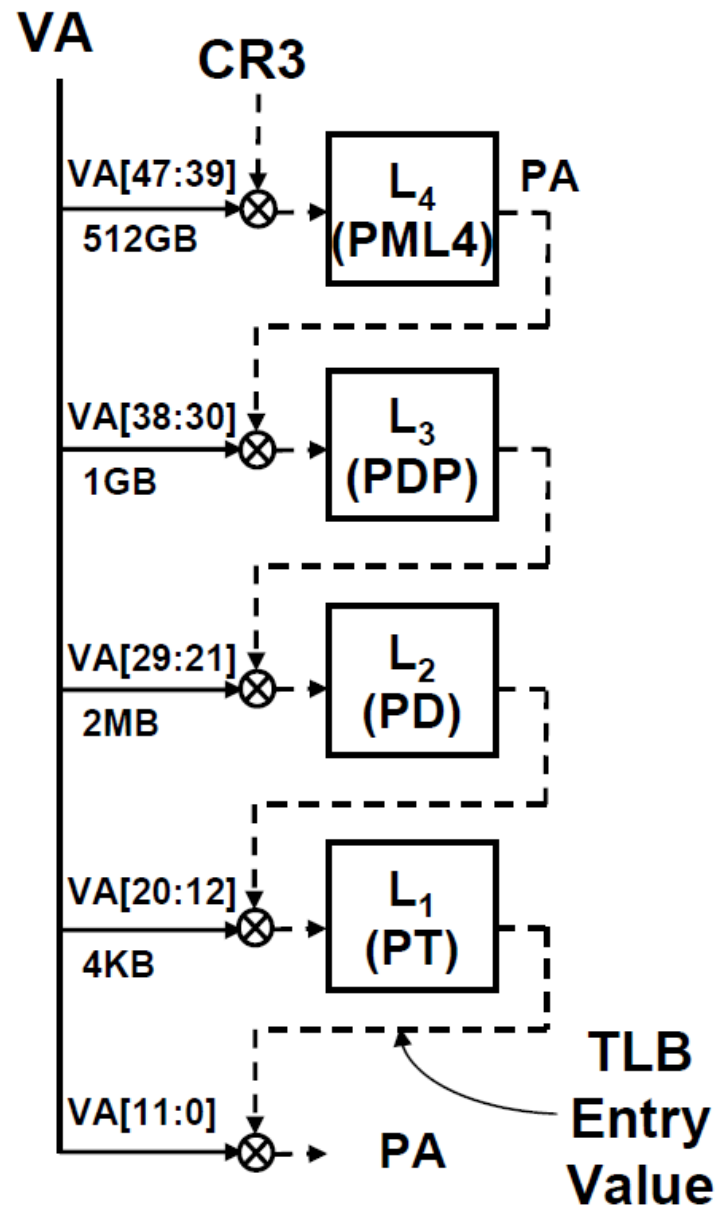 VA
CR3
VA[47:39]
512GB
L4
(PML4)
PA
VA[38:30]
1GB
L3
(PDP)
VA[29:21]
2MB
L2
(PD)
VA[20:12]
4KB
L1
(PT)
VA[11:0]
PA
TLB
Entry
Value